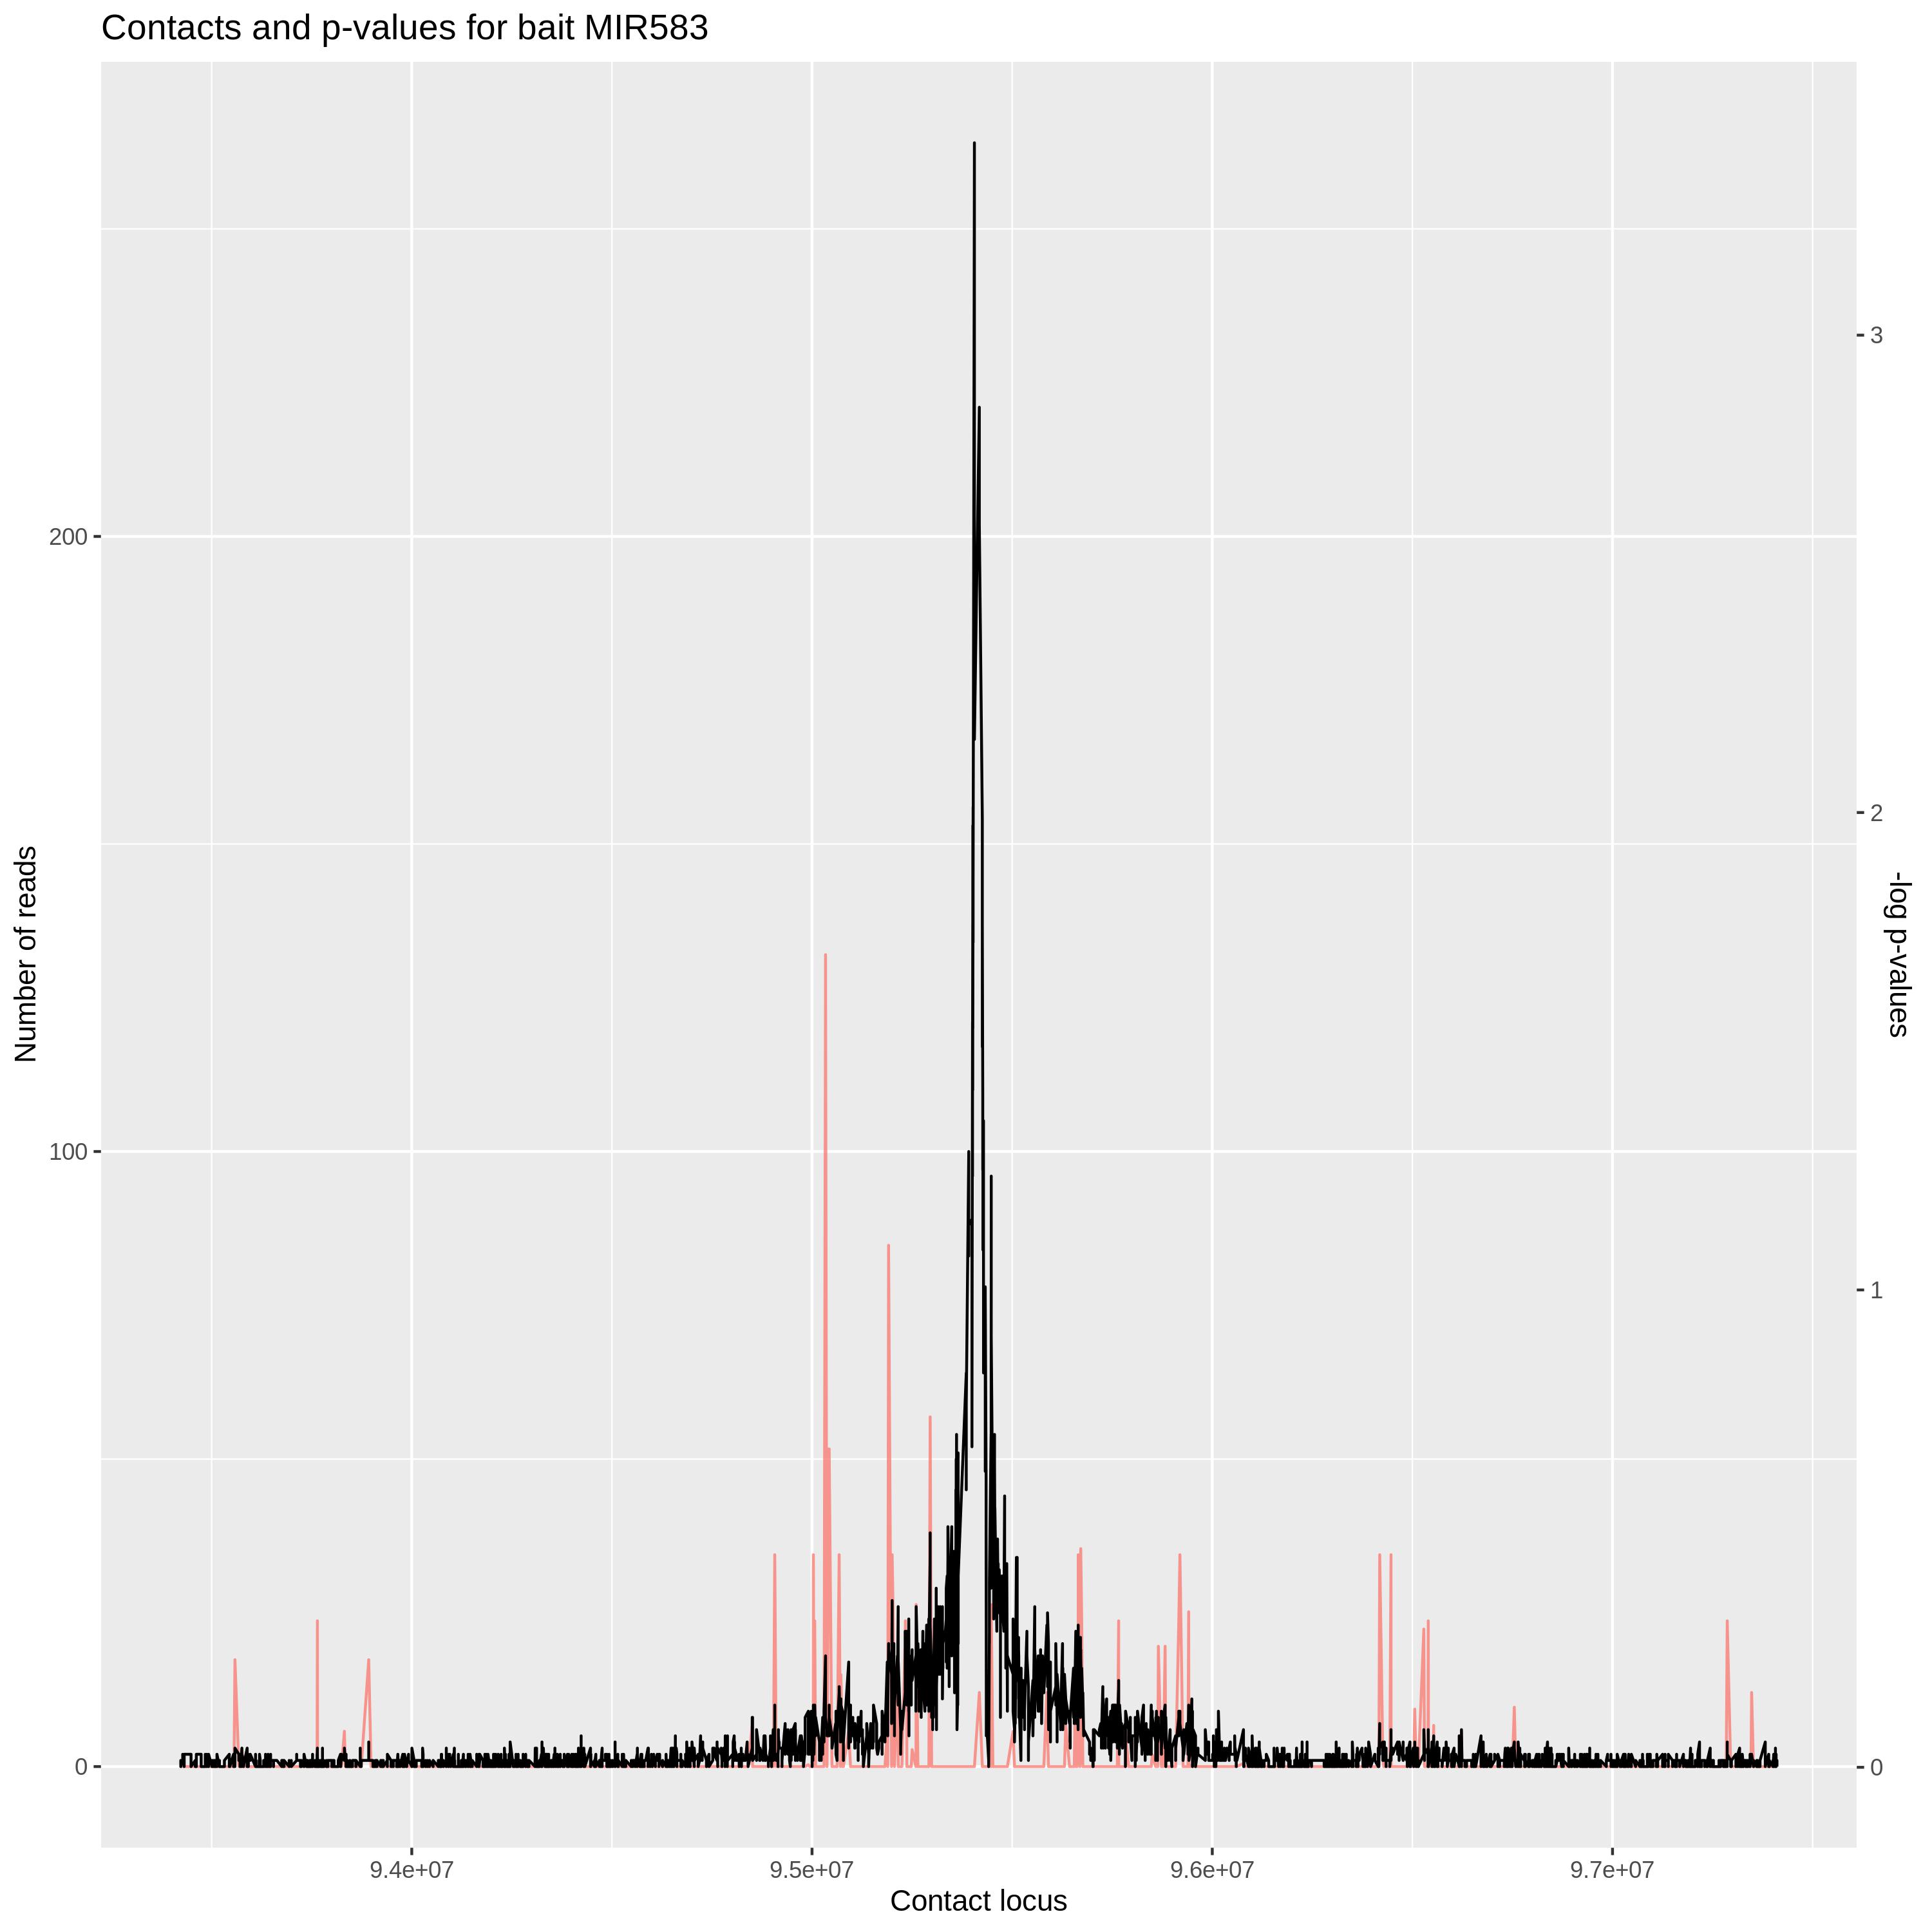 Contacts and p-values for bait MIR583
Number of reads
200
100
0
3
2
1
0
-log p-values
9.4e+07
9.5e+07
9.6e+07
9.7e+07
Contact locus